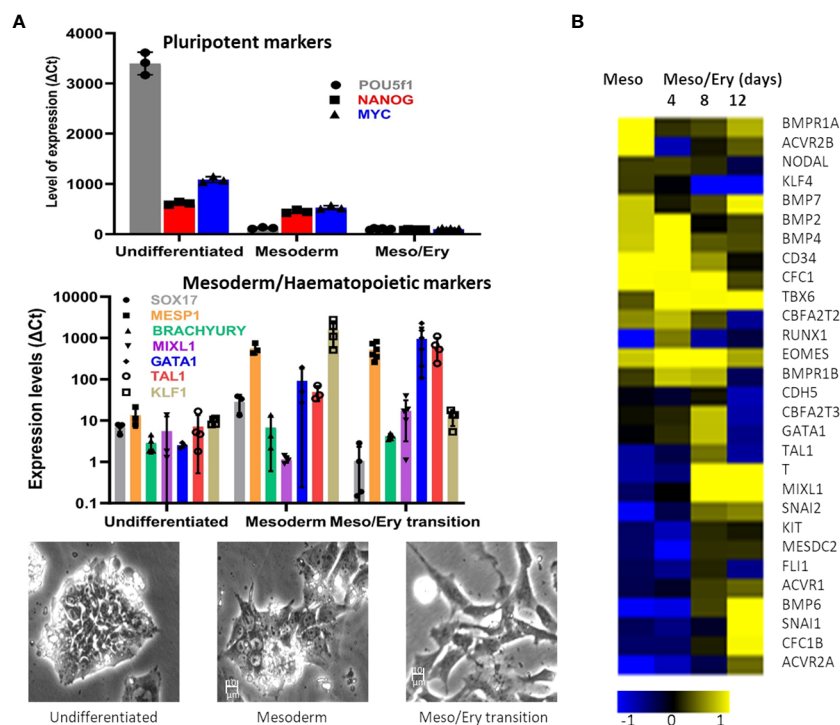 A
Pluripotent markers
Level of expression (ΔCt)
4000
3000
2000
1000
0
POU5f1
NANOG
MYC
Undifferentiated
Mesoderm
Meso/Ery
Mesoderm/Haematopoietic markers
Expression levels (ΔCt)
10000
1000
100
10
1
0.1
SOX17
MESP1
BRACHYURY
MIXL1
GATA1
TAL1
KLF1
Undifferentiated
Mesoderm
Meso/Ery transition
10 µm
10 µm
Undifferentiated
Mesoderm
Meso/Ery transition
B
Meso
Meso/Ery (days)
4 8 12
BMPR1A
ACVR2B
NODAL
KLF4
BMP7
BMP2
BMP4
CD34
CFC1
TBX6
CBFA2T2
RUNX1
EOMES
BMPR1B
CDH5
CBFA2T3
GATA1
TAL1
T
MIXL1
SNAI2
KIT
MESDC2
FLI1
ACVR1
BMP6
SNAI1
CFC1B
ACVR2A
-1 0 1